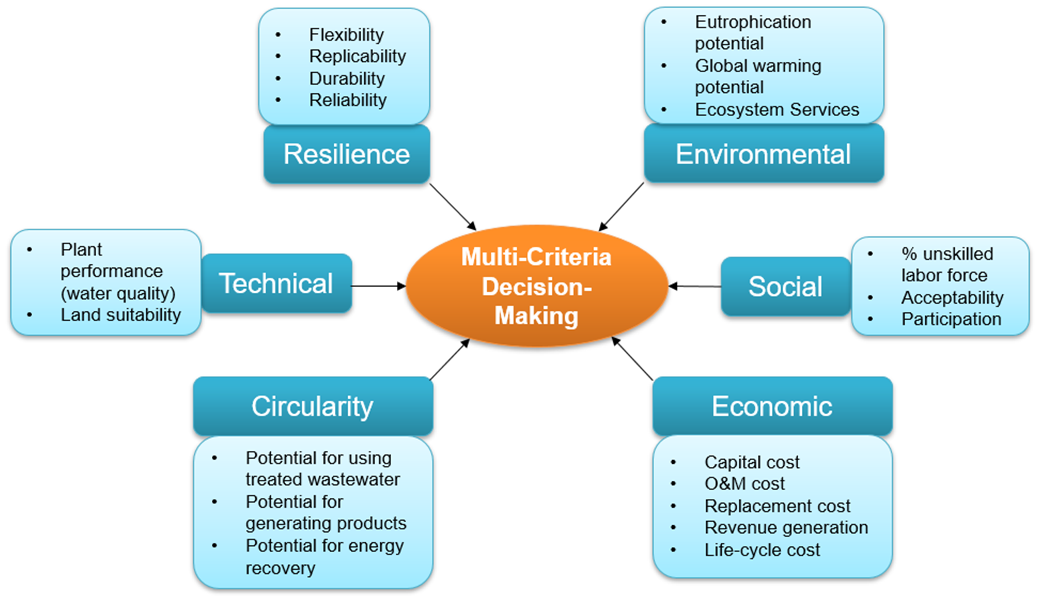 • Flexibility
• Replicability
• Durability
• Reliability
Resilience
• Eutrophication
potential
• Global warming
potential
• Ecosystem Services
Environmental
• Plant
performance
(water quality)
• Land suitability
Technical
Multi-Criteria
Decision-
Making
Social
• % unskilled
labor force
• Acceptability
• Participation
Circularity
• Potential for using
treated wastewater
• Potential for
generating products
• Potential for energy
recovery
Economic
• Capital cost
• O&M cost
• Replacement cost
• Revenue generation
• Life-cycle cost